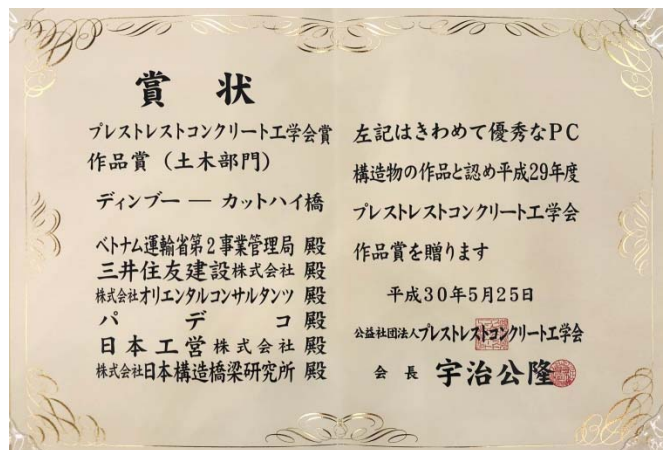 賞 状
プレストレストコンクリート工学会賞
作品賞（土木部門）
ディンブー ― カットハイ橋
ベトナム運輸省第2事業管理局 殿
三井住友建設株式会社 殿
株式会社オリエンタルコンサルタンツ 殿
パデコ 殿
日本工営株式会社 殿
株式会社日本構造橋梁研究所 殿
左記はきわめて優秀なPC
構造物の作品と認め平成29年度
プレストレストコンクリート工学会
作品賞を贈ります
平成30年5月25日
公益社団法人プレストレストコンクリート工学会
会 長 宇治公隆